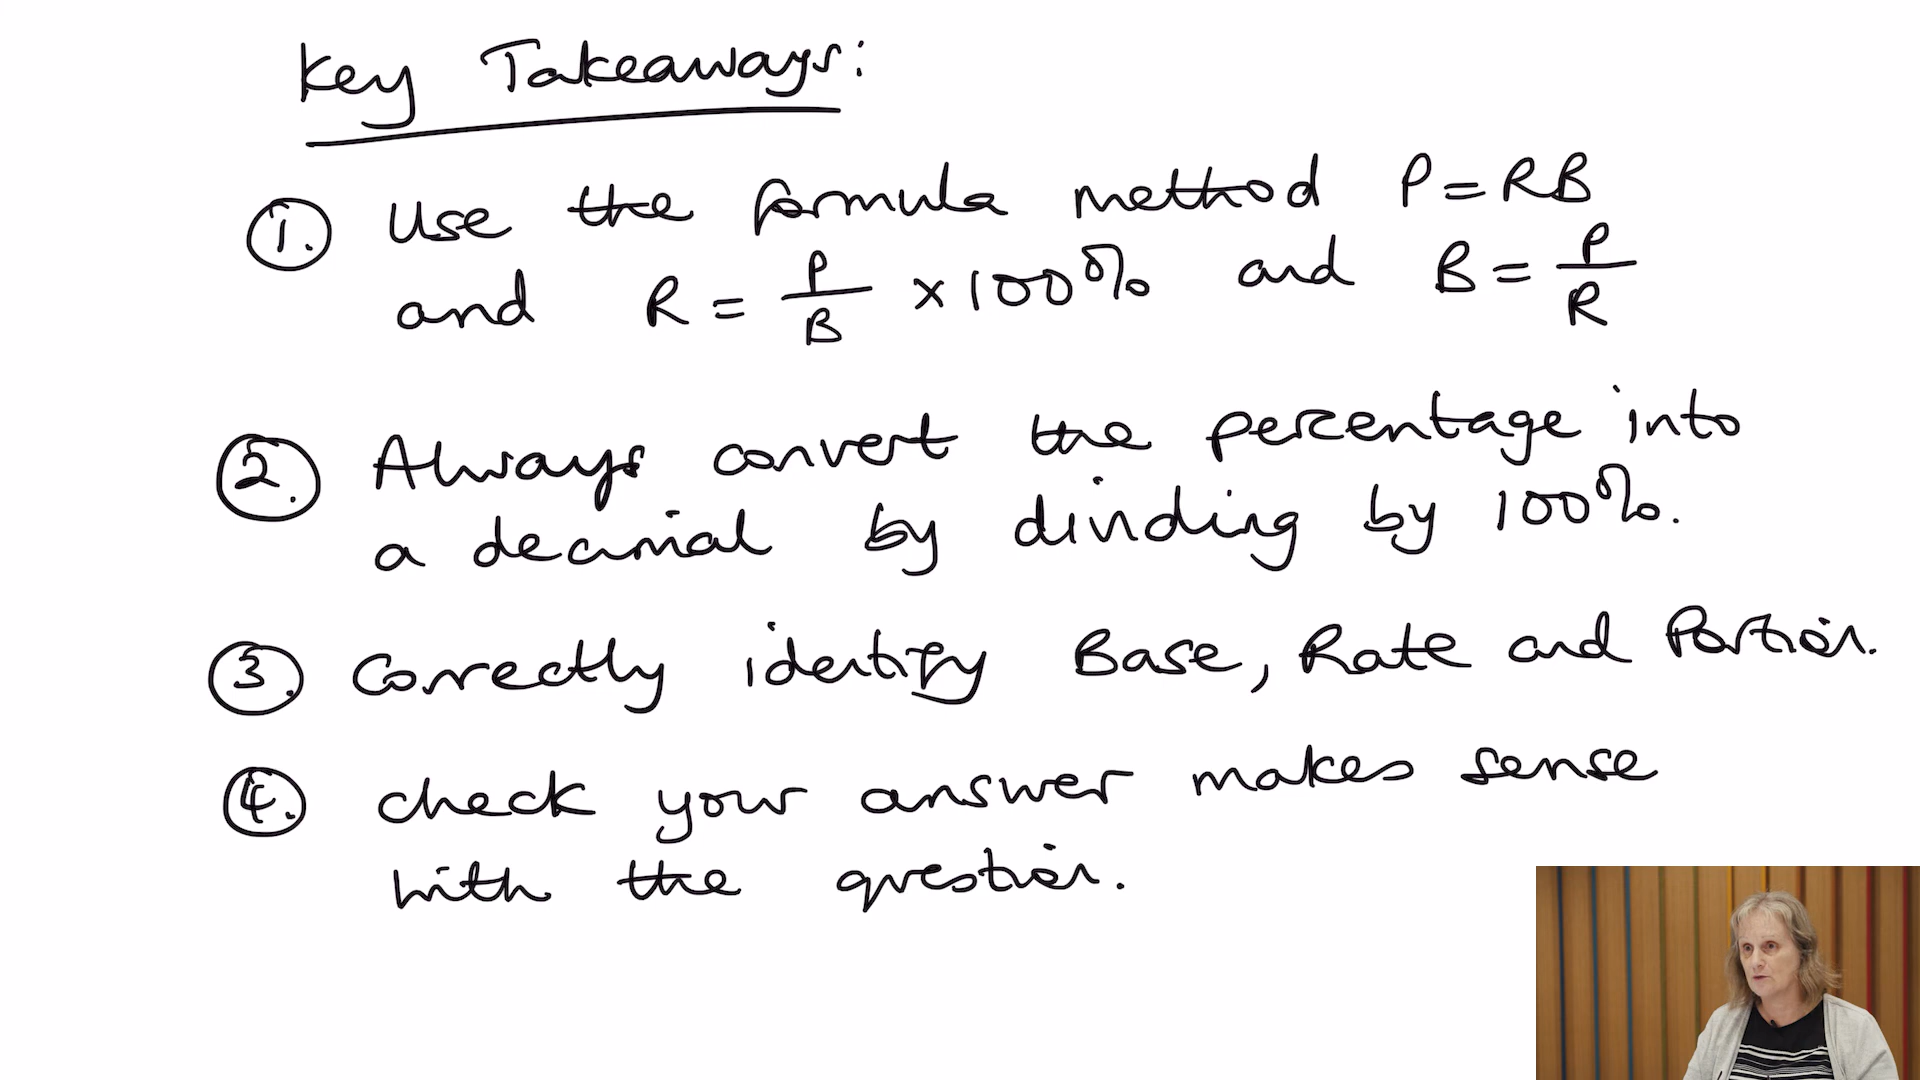 Key Takeaways:
1. Use the formula method P = RB
and R = P/B × 100% and B = P/R
2. Always convert the percentage into
a decimal by dividing by 100%.
3. Correctly identify Base, Rate and Portion.
4. check your answer makes sense
with the question.